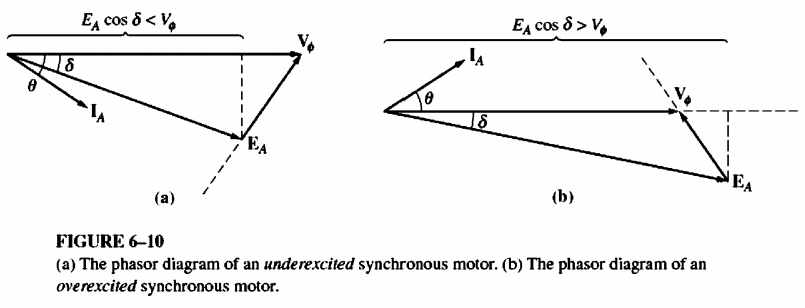 E_A cos δ < V_ϕ
V_ϕ
δ
θ
I_A
E_A
(a)
E_A cos δ > V_ϕ
I_A
θ
V_ϕ
δ
E_A
(b)
FIGURE 6–10
(a) The phasor diagram of an underexcited synchronous motor. (b) The phasor diagram of an
overexcited synchronous motor.